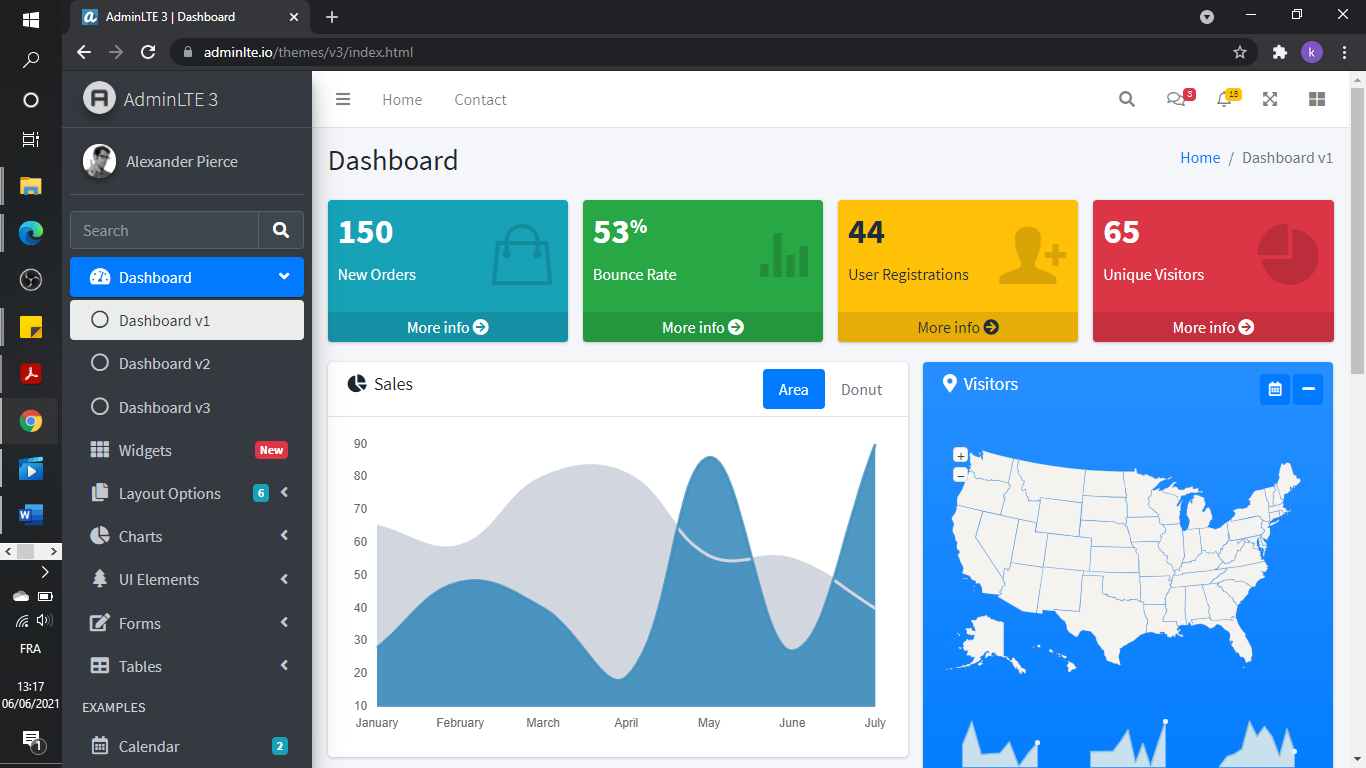 AdminLTE 3 | Dashboard
adminlte.io/themes/v3/index.html
k
AdminLTE 3
Home
Contact
3
15
Alexander Pierce
Search
Dashboard
Dashboard v1
Dashboard v2
Dashboard v3
Widgets
New
Layout Options
6
Charts
UI Elements
Forms
Tables
EXAMPLES
Calendar
2
Dashboard
Home / Dashboard v1
150
New Orders
More info
53%
Bounce Rate
More info
44
User Registrations
More info
65
Unique Visitors
More info
Sales
Area
Donut
90
80
70
60
50
40
30
20
10
January February March April May June July
Visitors
+
−
FRA
13:17
06/06/2021
1